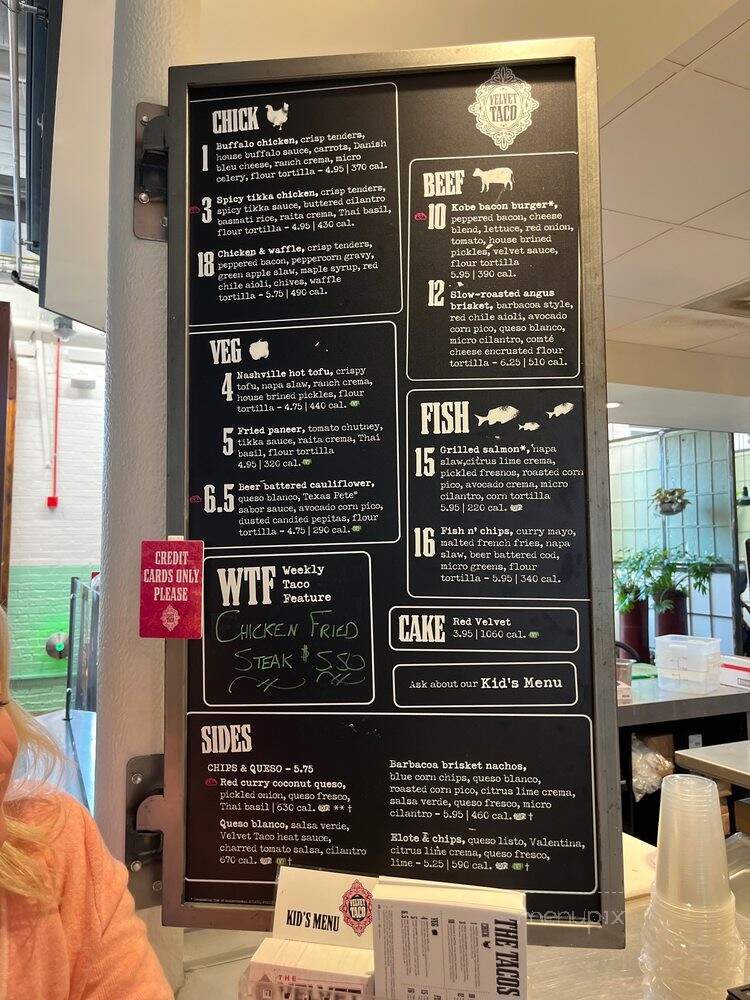 VELVET
TACO
CHICK
1 Buffalo chicken, crisp tenders,
house buffalo sauce, carrots, Danish
bleu cheese, ranch crema, micro
celery, flour tortilla - 4.95 | 370 cal.
3 Spicy tikka chicken, crisp tenders,
spicy tikka sauce, buttered cilantro
basmati rice, raita crema, Thai basil,
flour tortilla - 4.95 | 430 cal.
18 Chicken & waffle, crisp tenders,
peppered bacon, peppercorn gravy,
green apple slaw, maple syrup, red
chile aioli, chives, waffle
tortilla - 5.75 | 490 cal.
VEG
4 Nashville hot tofu, crispy
tofu, napa slaw, ranch crema,
house brined pickles, flour
tortilla - 4.75 | 440 cal.
5 Fried paneer, tomato chutney,
tikka sauce, raita crema, Thai
basil, flour tortilla
4.95 | 320 cal.
6.5 Beer battered cauliflower,
queso blanco, Texas Pete®
sabor sauce, avocado corn pico,
dusted candied pepitas, flour
tortilla - 4.75 | 290 cal.
WTF Weekly
Taco
Feature
CHICKEN FRIED
STEAK $5.50
BEEF
10 Kobe bacon burger*,
peppered bacon, cheese
blend, lettuce, red onion,
tomato, house brined
pickles, velvet sauce,
flour tortilla
5.95 | 390 cal.
12 Slow-roasted angus
brisket, barbacoa style,
red chile aioli, avocado
corn pico, queso blanco,
micro cilantro, comté
cheese encrusted flour
tortilla - 6.25 | 510 cal.
FISH
15 Grilled salmon*, napa
slaw,citrus lime crema,
pickled fresnos, roasted corn
pico, avocado crema, micro
cilantro, corn tortilla
5.95 | 220 cal.
16 Fish n' chips, curry mayo,
malted french fries, napa
slaw, beer battered cod,
micro greens, flour
tortilla - 5.95 | 340 cal.
CAKE Red Velvet
3.95 | 1060 cal.
Ask about our Kid's Menu
SIDES
CHIPS & QUESO - 5.75
Red curry coconut queso,
pickled onion, queso fresco,
Thai basil | 630 cal. ** †
Queso blanco, salsa verde,
Velvet Taco heat sauce,
charred tomato salsa, cilantro
670 cal. †
Barbacoa brisket nachos,
blue corn chips, queso blanco,
roasted corn pico, citrus lime crema,
salsa verde, queso fresco, micro
cilantro - 5.95 | 460 cal. †
Elote & chips, queso listo, Valentina,
citrus lime crema, queso fresco,
lime - 5.25 | 590 cal. †
CREDIT
CARDS ONLY
PLEASE
KID'S MENU
VELVET
TACO
THE TACOS
CHICK
VEG
THE
VELVET
menupix